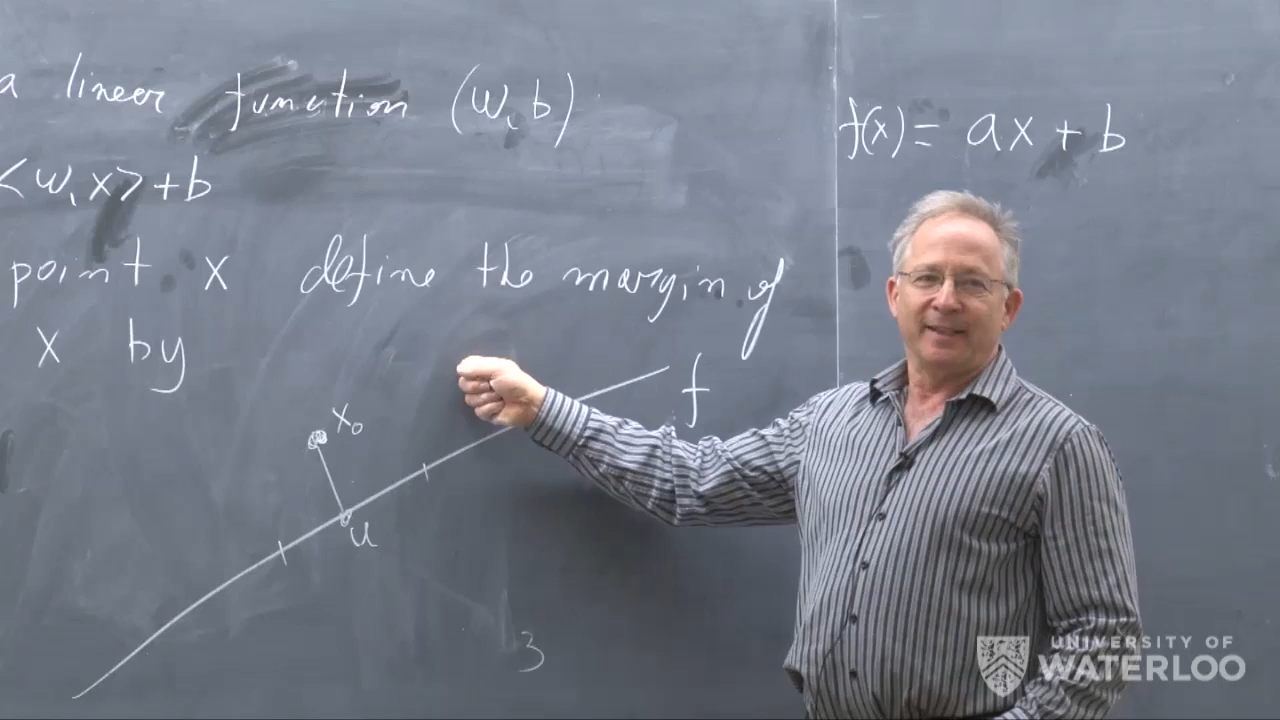 a linear function (w, b)
<w, x> + b
point x define the margin of
x by
f(x) = ax + b
f
x₀
u
3
UNIVERSITY OF
WATERLOO